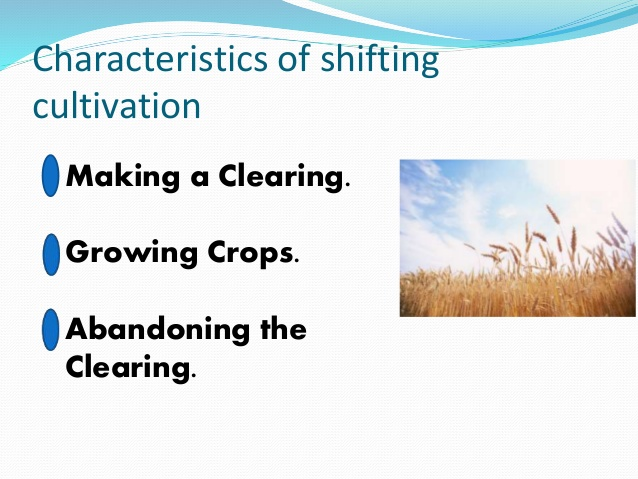 Characteristics of shifting
cultivation
Making a Clearing.
Growing Crops.
Abandoning the
Clearing.